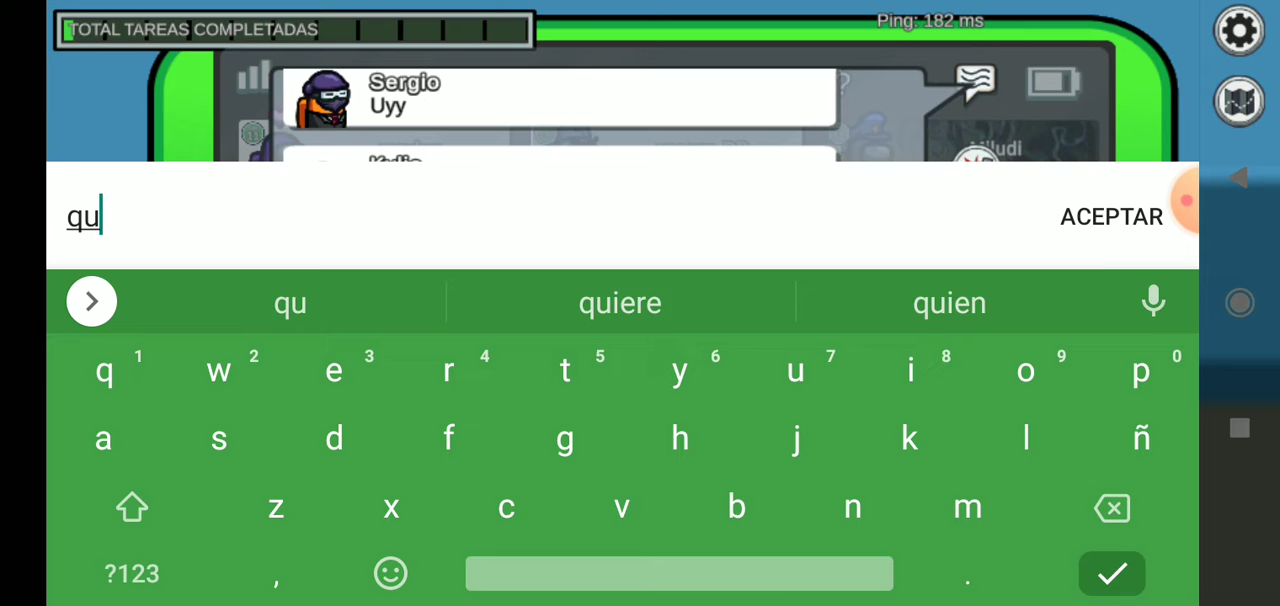 TOTAL TAREAS COMPLETADAS
Ping: 182 ms
Sergio
Uyy
qu
ACEPTAR
qu quiere quien
q 1 w 2 e 3 r 4 t 5 y 6 u 7 i 8 o 9 p 0
a s d f g h j k l ñ
z x c v b n m
?123 , .